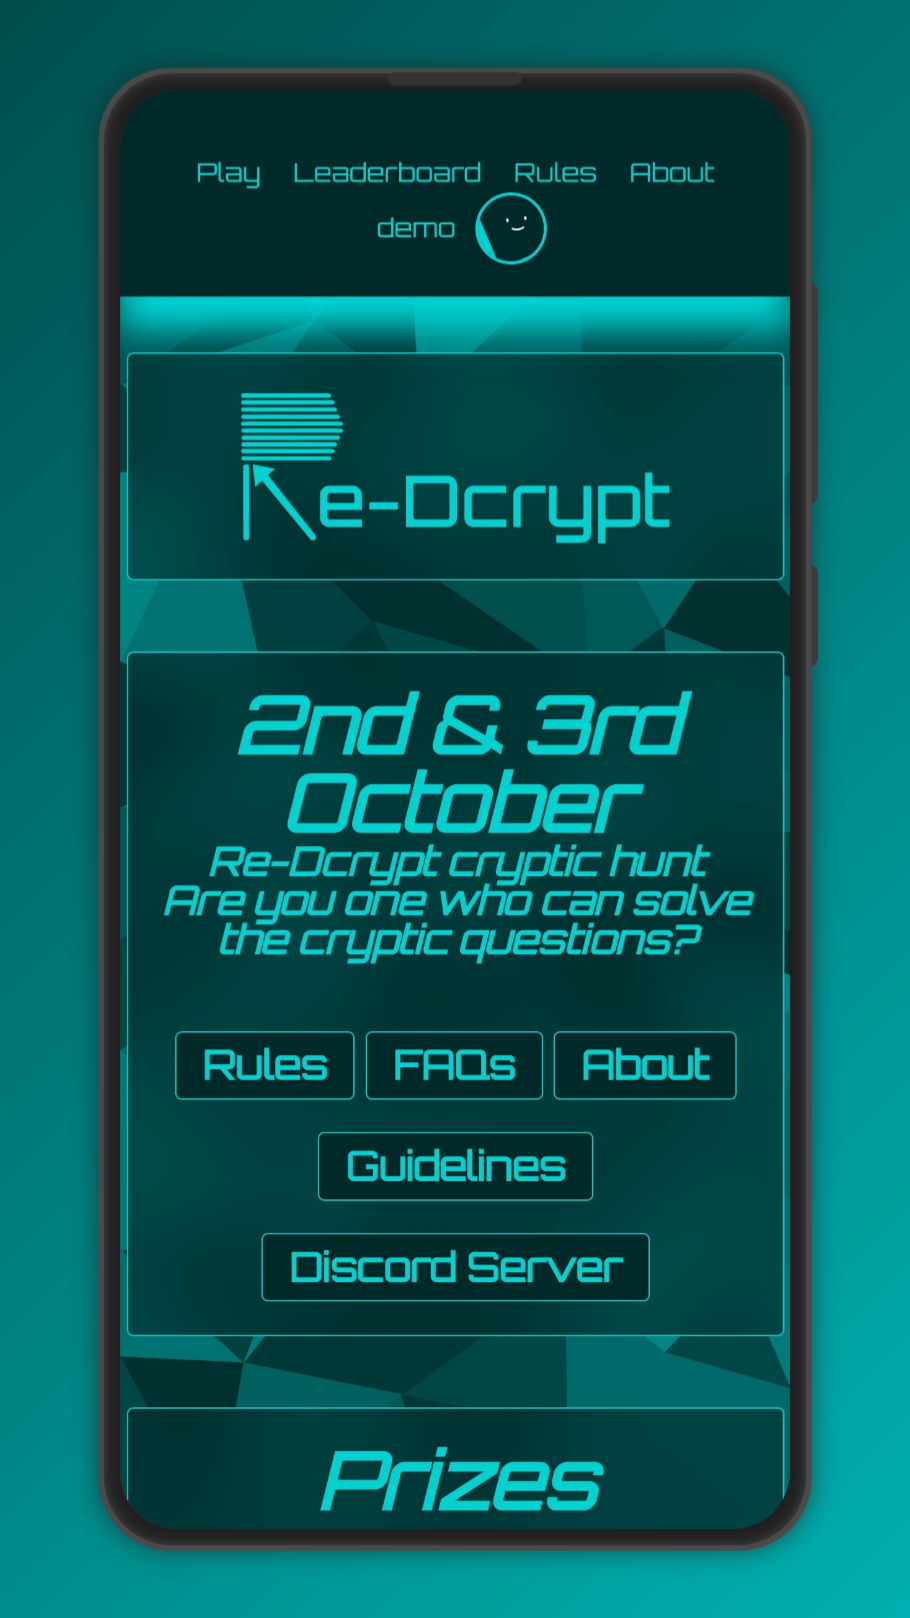 Play Leaderboard Rules About
demo
Re-Dcrypt
2nd & 3rd
October
Re-Dcrypt cryptic hunt
Are you one who can solve
the cryptic questions?
Rules FAQs About
Guidelines
Discord Server
Prizes